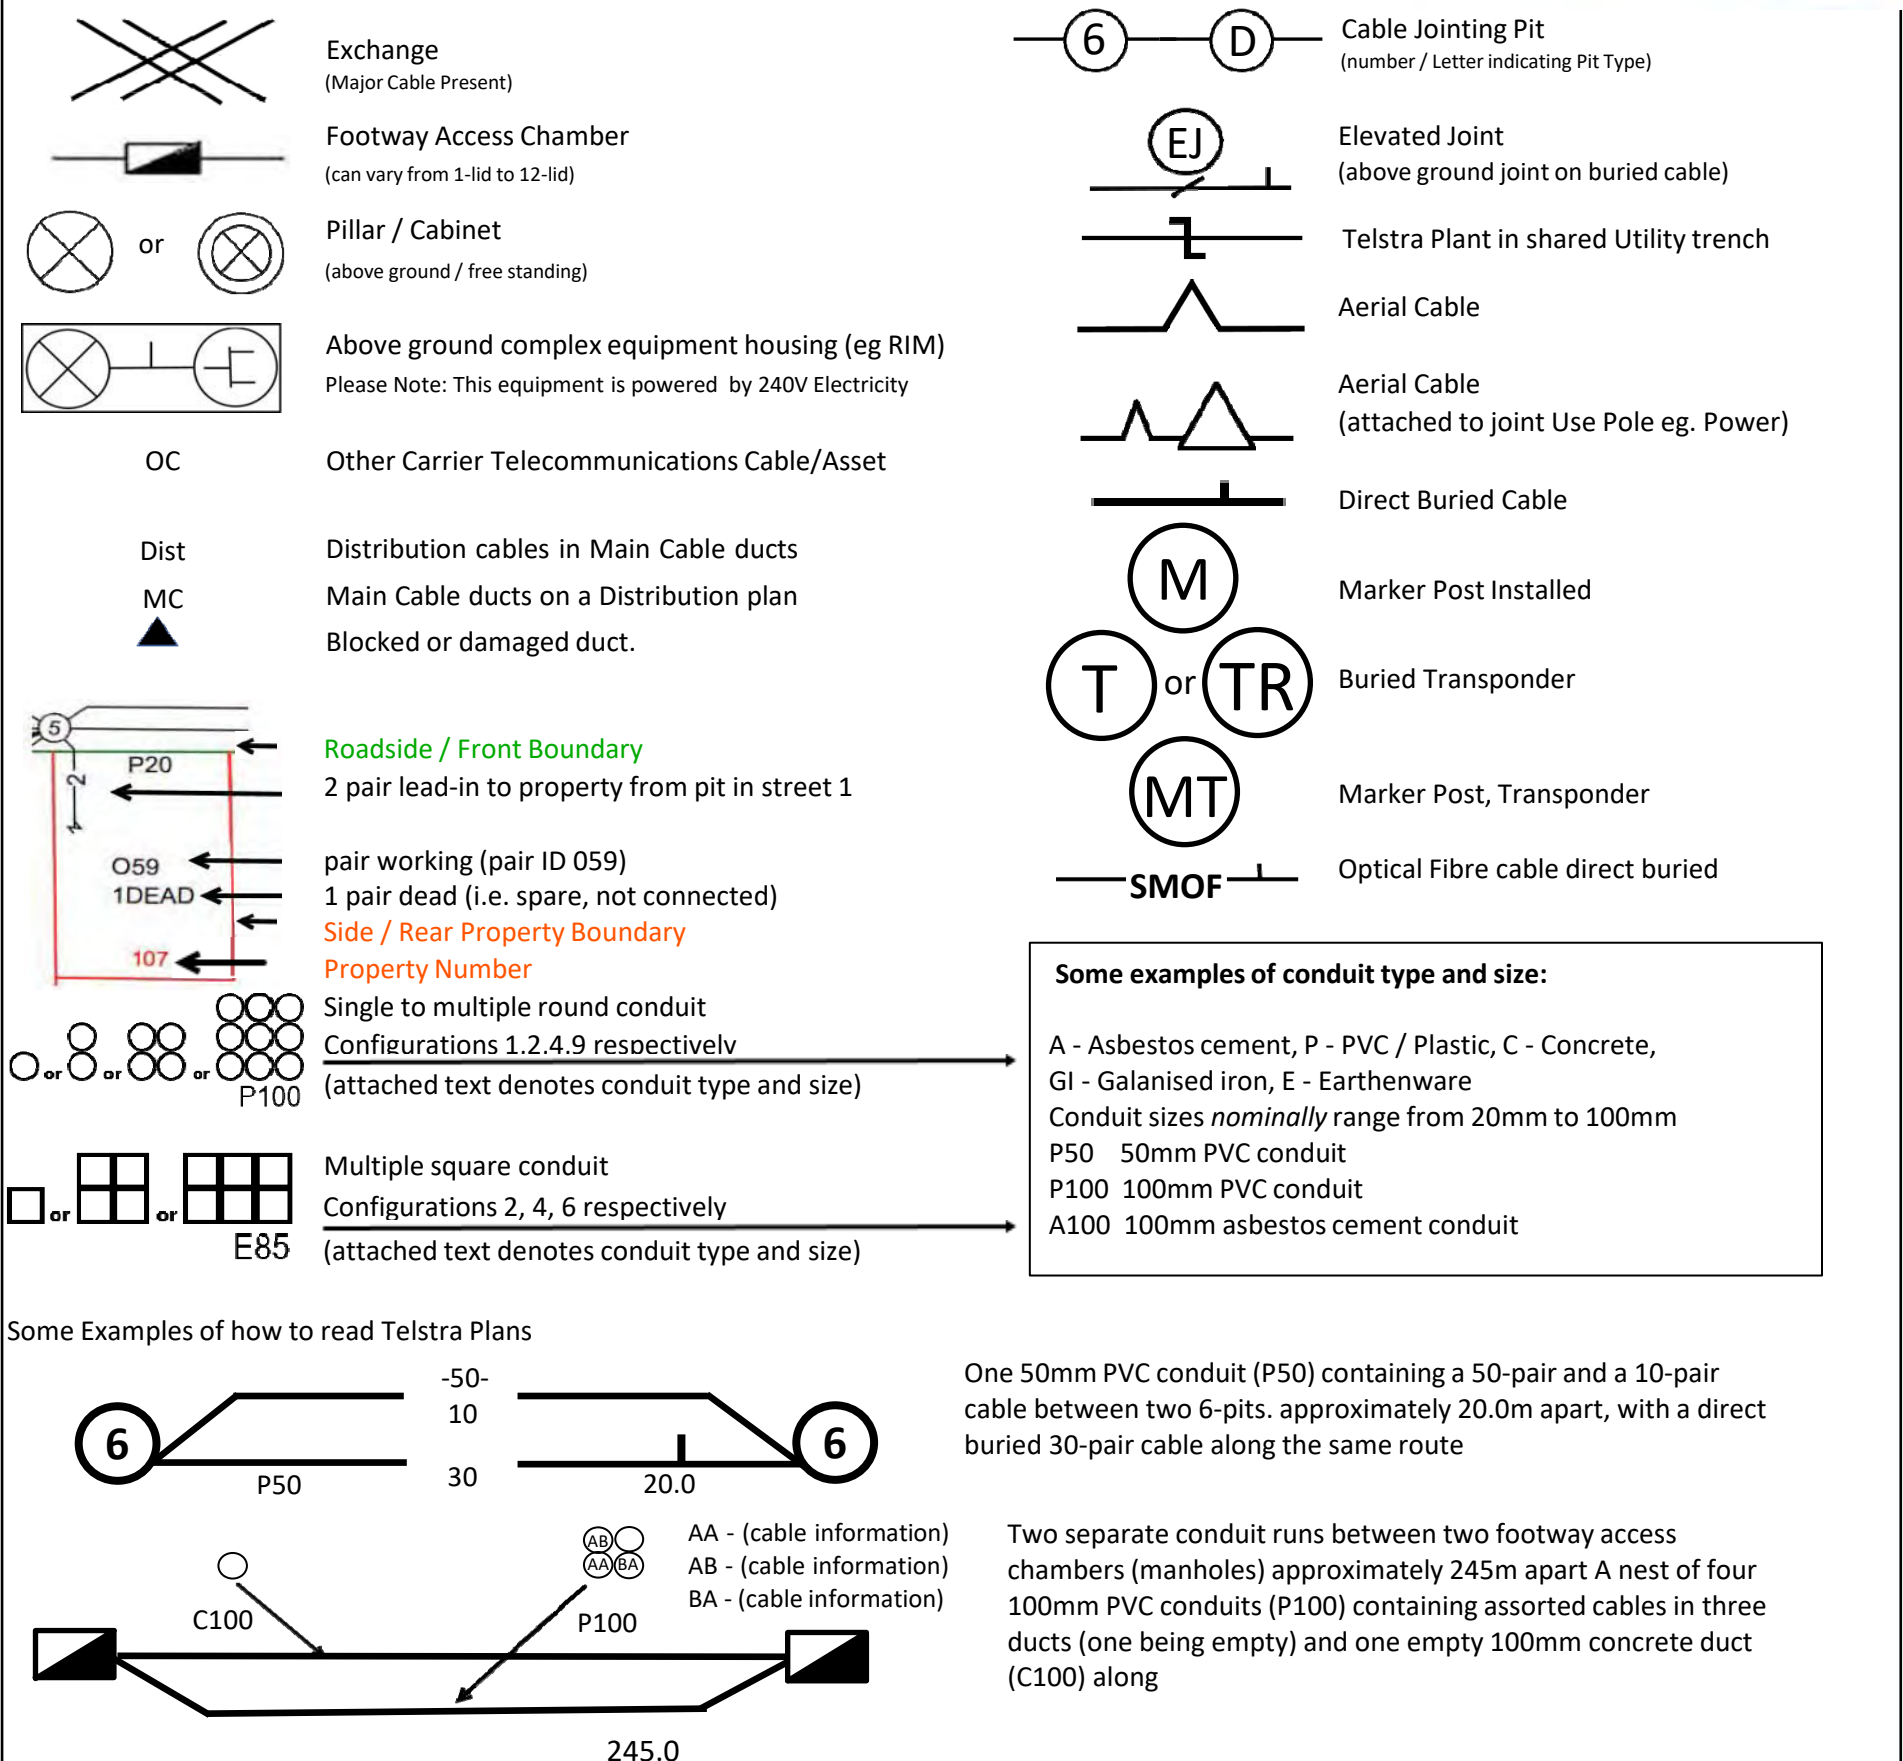 Exchange
(Major Cable Present)
Footway Access Chamber
(can vary from 1-lid to 12-lid)
or
Pillar / Cabinet
(above ground / free standing)
Above ground complex equipment housing (eg RIM)
Please Note: This equipment is powered by 240V Electricity
OC Other Carrier Telecommunications Cable/Asset
Dist Distribution cables in Main Cable ducts
MC Main Cable ducts on a Distribution plan
Blocked or damaged duct.
5
Roadside / Front Boundary
P20
2
2 pair lead-in to property from pit in street 1
O59 pair working (pair ID 059)
1DEAD 1 pair dead (i.e. spare, not connected)
Side / Rear Property Boundary
107 Property Number
Single to multiple round conduit
Configurations 1.2.4.9 respectively
or or or
P100 (attached text denotes conduit type and size)
Multiple square conduit
Configurations 2, 4, 6 respectively
or or
E85 (attached text denotes conduit type and size)
6 D Cable Jointing Pit
(number / Letter indicating Pit Type)
EJ Elevated Joint
(above ground joint on buried cable)
Telstra Plant in shared Utility trench
Aerial Cable
Aerial Cable
(attached to joint Use Pole eg. Power)
Direct Buried Cable
M Marker Post Installed
T or TR Buried Transponder
MT Marker Post, Transponder
SMOF Optical Fibre cable direct buried
Some examples of conduit type and size:
A - Asbestos cement, P - PVC / Plastic, C - Concrete,
GI - Galanised iron, E - Earthenware
Conduit sizes nominally range from 20mm to 100mm
P50 50mm PVC conduit
P100 100mm PVC conduit
A100 100mm asbestos cement conduit
Some Examples of how to read Telstra Plans
-50-
10
6 6
P50 30 20.0
One 50mm PVC conduit (P50) containing a 50-pair and a 10-pair
cable between two 6-pits. approximately 20.0m apart, with a direct
buried 30-pair cable along the same route
AB
AA BA
AA - (cable information)
AB - (cable information)
BA - (cable information)
C100 P100
245.0
Two separate conduit runs between two footway access
chambers (manholes) approximately 245m apart A nest of four
100mm PVC conduits (P100) containing assorted cables in three
ducts (one being empty) and one empty 100mm concrete duct
(C100) along